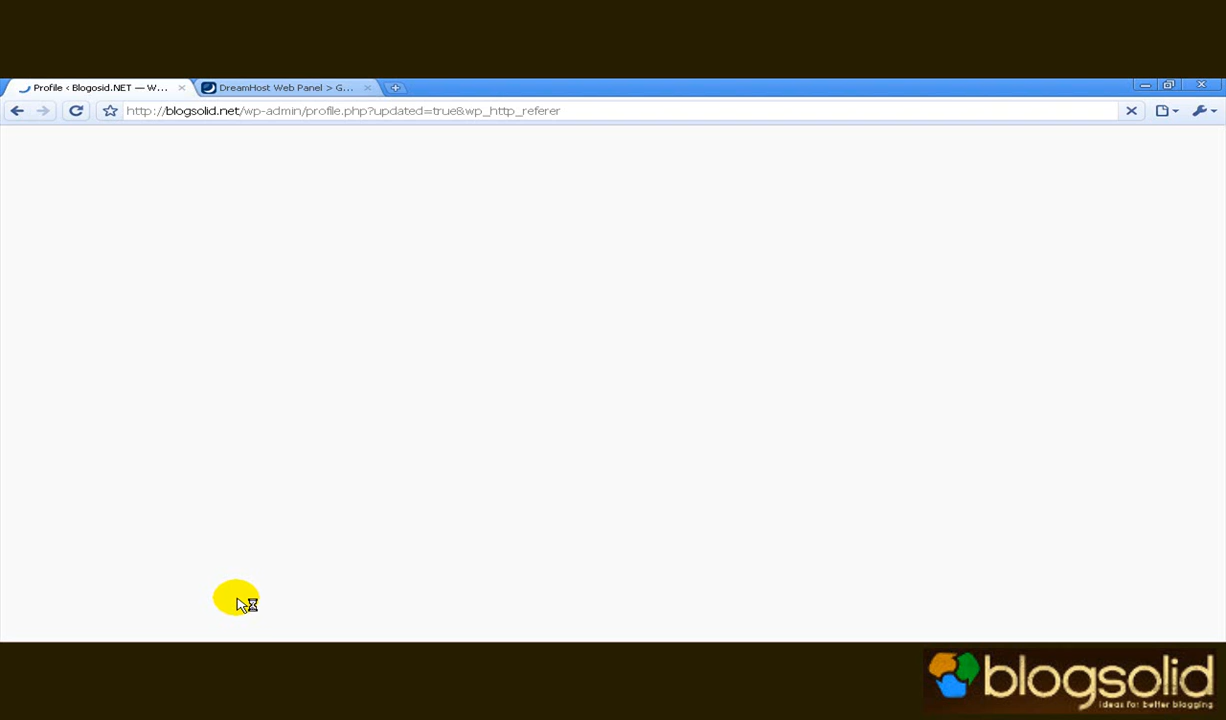 Profile ‹ Blogosid.NET — W...
DreamHost Web Panel > G...
http://blogsolid.net/wp-admin/profile.php?updated=true&wp_http_referer
blogsolid
ideas for better blogging